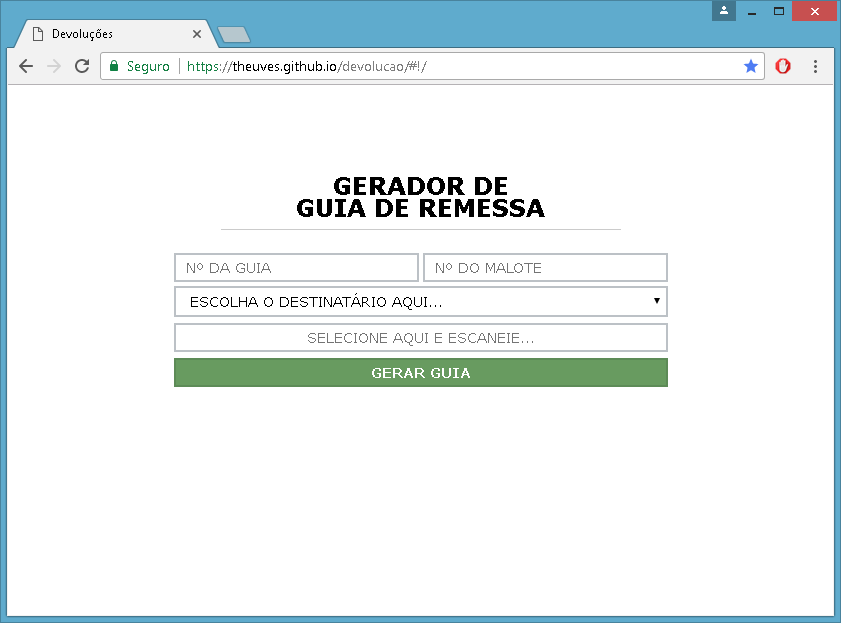 Devoluções
Seguro https://theuves.github.io/devolucao/#!/
GERADOR DE
GUIA DE REMESSA
Nº DA GUIA Nº DO MALOTE
ESCOLHA O DESTINATÁRIO AQUI...
SELECIONE AQUI E ESCANEIE...
GERAR GUIA